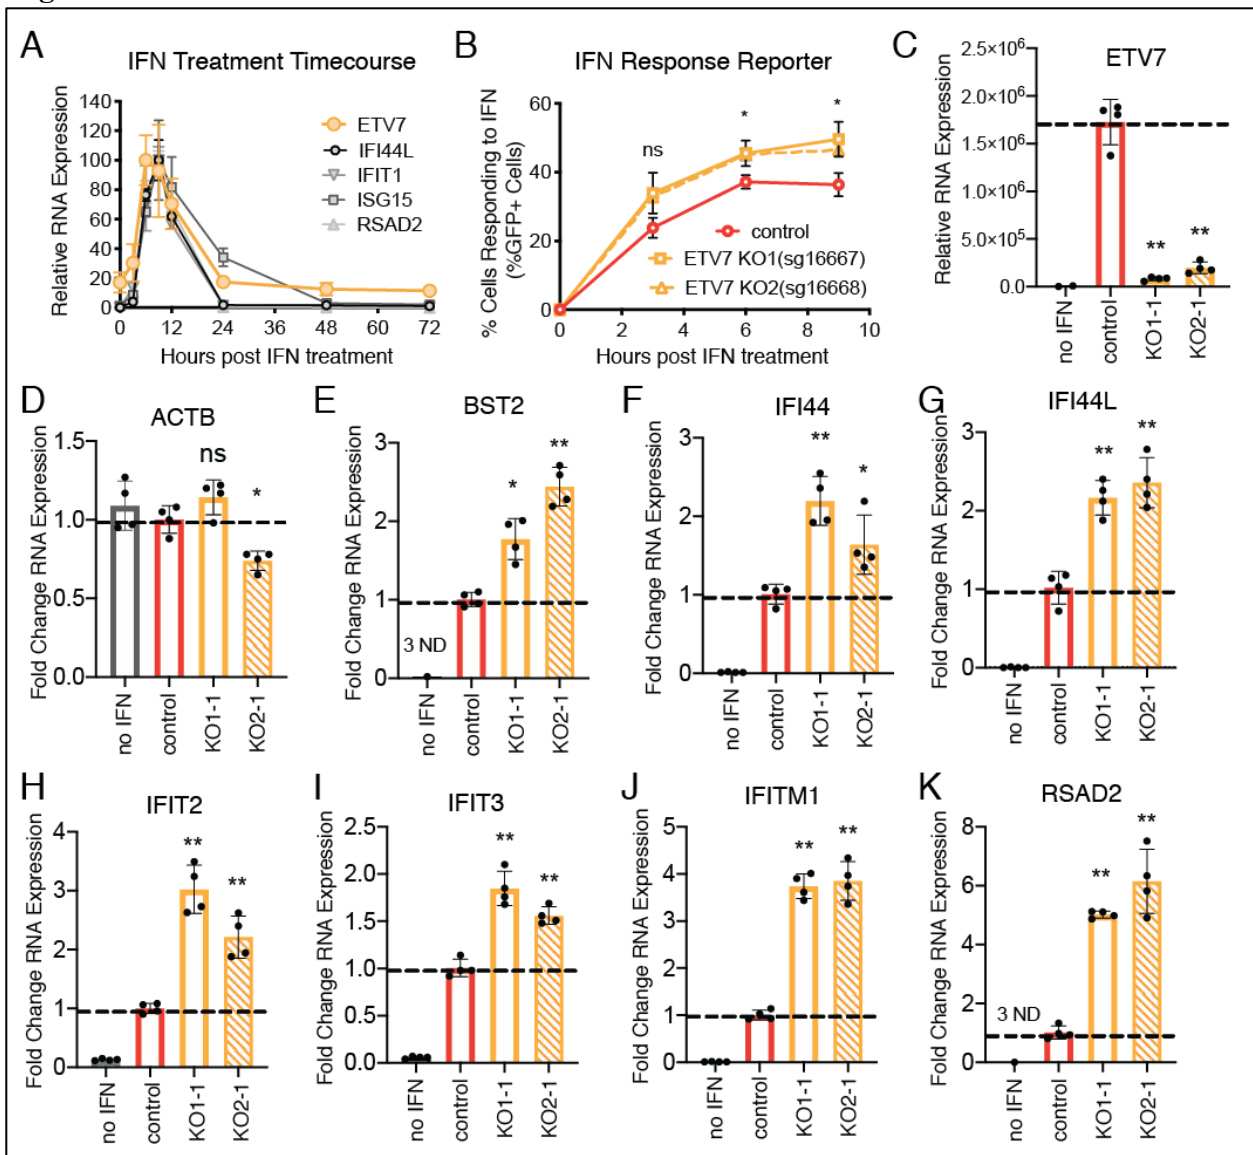 A
IFN Treatment Timecourse
Relative RNA Expression
140
120
100
80
60
40
20
0
ETV7
IFI44L
IFIT1
ISG15
RSAD2
0 12 24 36 48 60 72
Hours post IFN treatment
B
IFN Response Reporter
% Cells Responding to IFN
(%GFP+ Cells)
60
40
20
0
ns
*
*
control
ETV7 KO1(sg16667)
ETV7 KO2(sg16668)
0 2 4 6 8 10
Hours post IFN treatment
C
ETV7
Relative RNA Expression
2.5×10⁶
2.0×10⁶
1.5×10⁶
1.0×10⁶
5.0×10⁵
0.0
** **
no IFN control KO1-1 KO2-1
D
ACTB
Fold Change RNA Expression
1.5
1.0
0.5
0.0
ns *
no IFN control KO1-1 KO2-1
E
BST2
Fold Change RNA Expression
3
2
1
0
3 ND
* **
no IFN control KO1-1 KO2-1
F
IFI44
Fold Change RNA Expression
3
2
1
0
** *
no IFN control KO1-1 KO2-1
G
IFI44L
Fold Change RNA Expression
3
2
1
0
** **
no IFN control KO1-1 KO2-1
H
IFIT2
Fold Change RNA Expression
4
3
2
1
0
** **
no IFN control KO1-1 KO2-1
I
IFIT3
Fold Change RNA Expression
2.5
2.0
1.5
1.0
0.5
0.0
** **
no IFN control KO1-1 KO2-1
J
IFITM1
Fold Change RNA Expression
5
4
3
2
1
0
** **
no IFN control KO1-1 KO2-1
K
RSAD2
Fold Change RNA Expression
8
6
4
2
0
3 ND
** **
no IFN control KO1-1 KO2-1